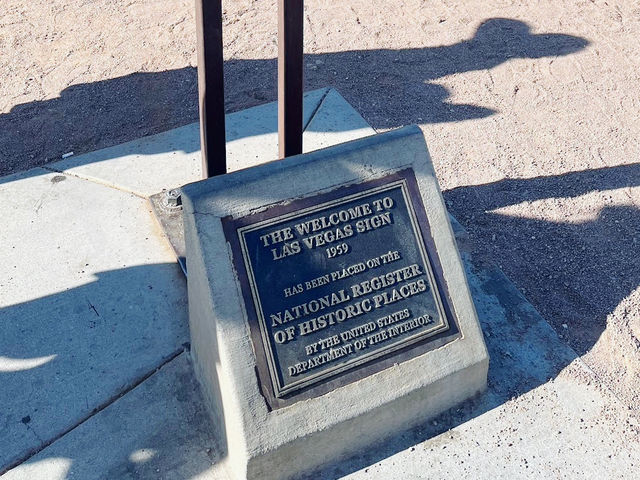 THE WELCOME TO
LAS VEGAS SIGN
1959
HAS BEEN PLACED ON THE
NATIONAL REGISTER
OF HISTORIC PLACES
BY THE UNITED STATES
DEPARTMENT OF THE INTERIOR